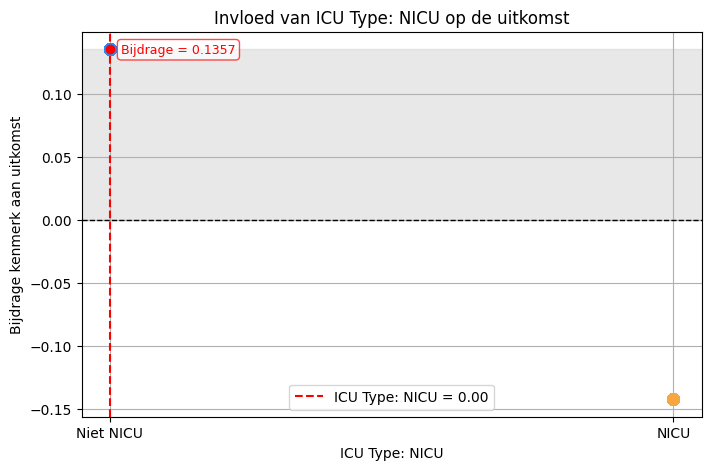 Invloed van ICU Type: NICU op de uitkomst
Bijdrage = 0.1357
0.10
0.05
0.00
−0.05
−0.10
−0.15
Bijdrage kenmerk aan uitkomst
ICU Type: NICU = 0.00
Niet NICU
NICU
ICU Type: NICU